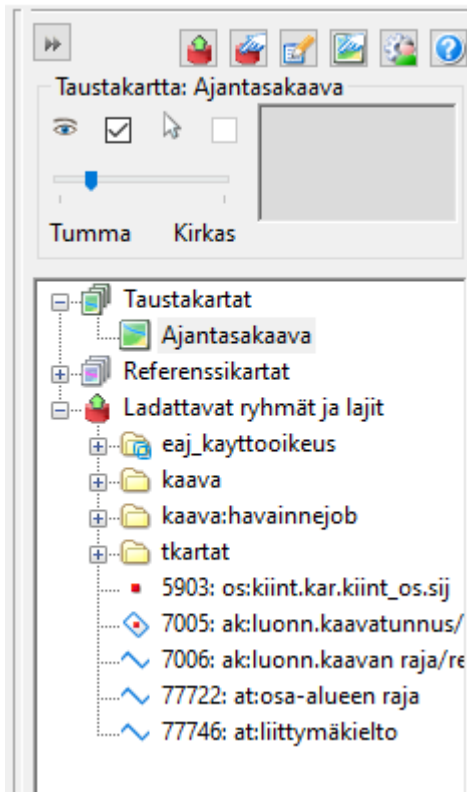 Taustakartta: Ajantasakaava
Tumma Kirkas
Taustakartat
Ajantasakaava
Referenssikartat
Ladattavat ryhmät ja lajit
eaj_kayttooikeus
kaava
kaava:havainnejob
tkartat
5903: os:kiint.kar.kiint_os.sij
7005: ak:luonn.kaavatunnus/
7006: ak:luonn.kaavan raja/re
77722: at:osa-alueen raja
77746: at:liittymäkielto